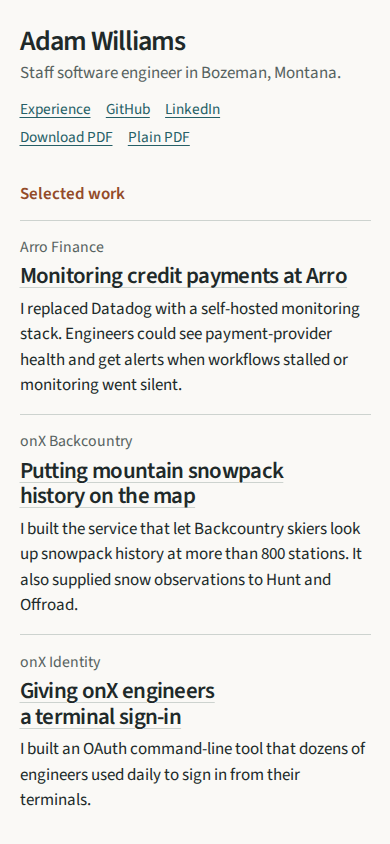 Adam Williams
Staff software engineer in Bozeman, Montana.
Experience GitHub LinkedIn
Download PDF Plain PDF
Selected work
Arro Finance
Monitoring credit payments at Arro
I replaced Datadog with a self-hosted monitoring
stack. Engineers could see payment-provider
health and get alerts when workflows stalled or
monitoring went silent.
onX Backcountry
Putting mountain snowpack
history on the map
I built the service that let Backcountry skiers look
up snowpack history at more than 800 stations. It
also supplied snow observations to Hunt and
Offroad.
onX Identity
Giving onX engineers
a terminal sign-in
I built an OAuth command-line tool that dozens of
engineers used daily to sign in from their
terminals.